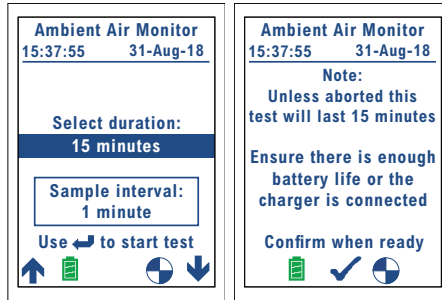 Ambient Air Monitor
15:37:55 31-Aug-18
Select duration:
15 minutes
Sample interval:
1 minute
Use to start test
Ambient Air Monitor
15:37:55 31-Aug-18
Note:
Unless aborted this
test will last 15 minutes
Ensure there is enough
battery life or the
charger is connected
Confirm when ready